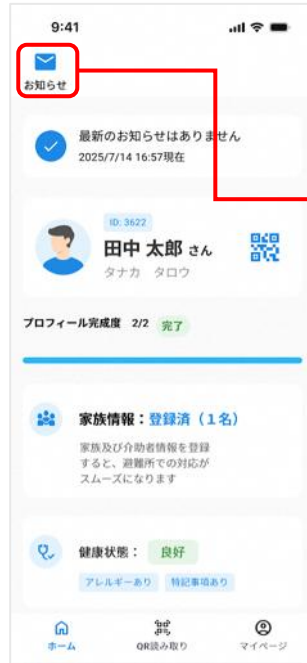 9:41
お知らせ
最新のお知らせはありません
2025/7/14 16:57現在
ID: 3622
田中 太郎 さん
タナカ タロウ
プロフィール完成度 2/2 完了
家族情報：登録済（1名）
家族及び介助者情報を登録
すると、避難所での対応が
スムーズになります
健康状態： 良好
アレルギーあり 特記事項あり
ホーム QR読み取り マイページ